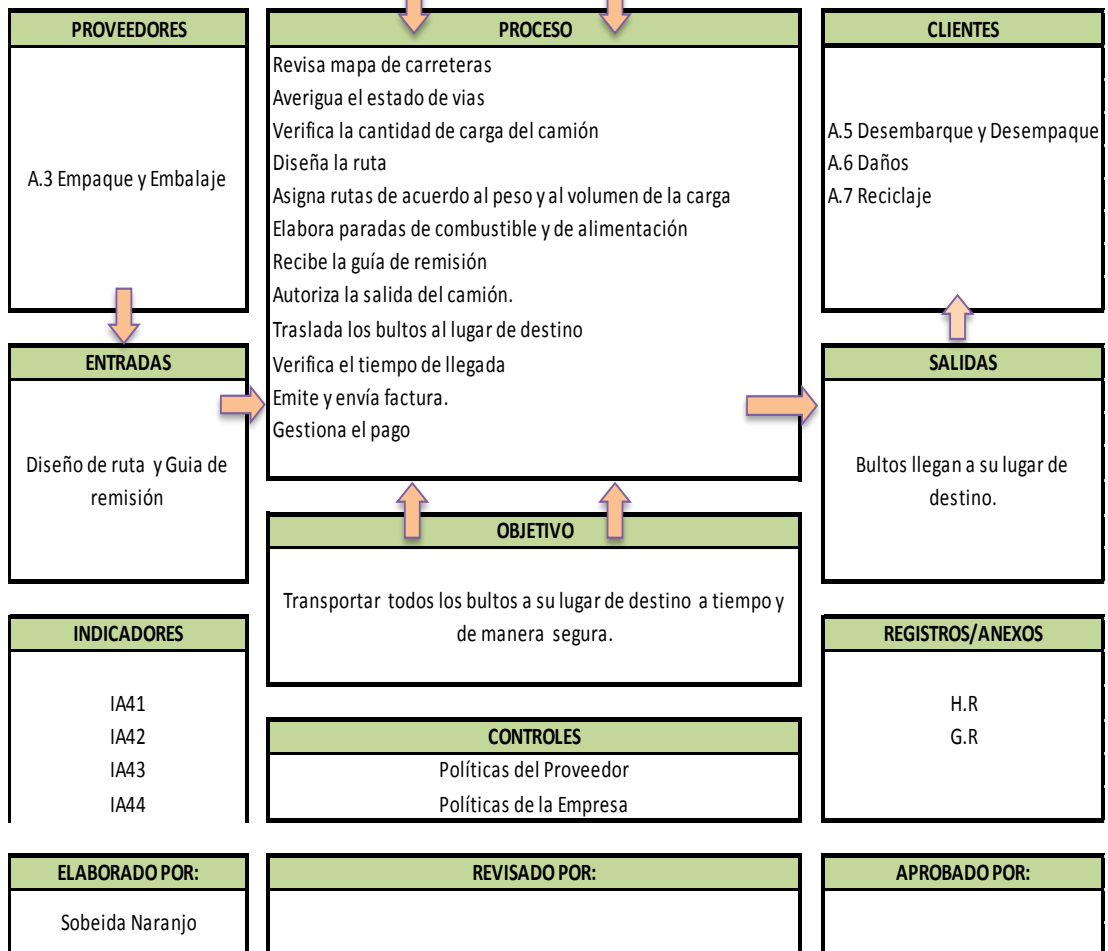 PROVEEDORES
A.3 Empaque y Embalaje
PROCESO
Revisa mapa de carreteras
Averigua el estado de vias
Verifica la cantidad de carga del camión
Diseña la ruta
Asigna rutas de acuerdo al peso y al volumen de la carga
Elabora paradas de combustible y de alimentación
Recibe la guía de remisión
Autoriza la salida del camión.
Traslada los bultos al lugar de destino
Verifica el tiempo de llegada
Emite y envía factura.
Gestiona el pago
CLIENTES
A.5 Desembarque y Desempaque
A.6 Daños
A.7 Reciclaje
ENTRADAS
Diseño de ruta y Guia de
remisión
SALIDAS
Bultos llegan a su lugar de
destino.
OBJETIVO
Transportar todos los bultos a su lugar de destino a tiempo y
de manera segura.
INDICADORES
IA41
IA42
IA43
IA44
CONTROLES
Políticas del Proveedor
Políticas de la Empresa
REGISTROS/ANEXOS
H.R
G.R
ELABORADO POR:
Sobeida Naranjo
REVISADO POR:
APROBADO POR: